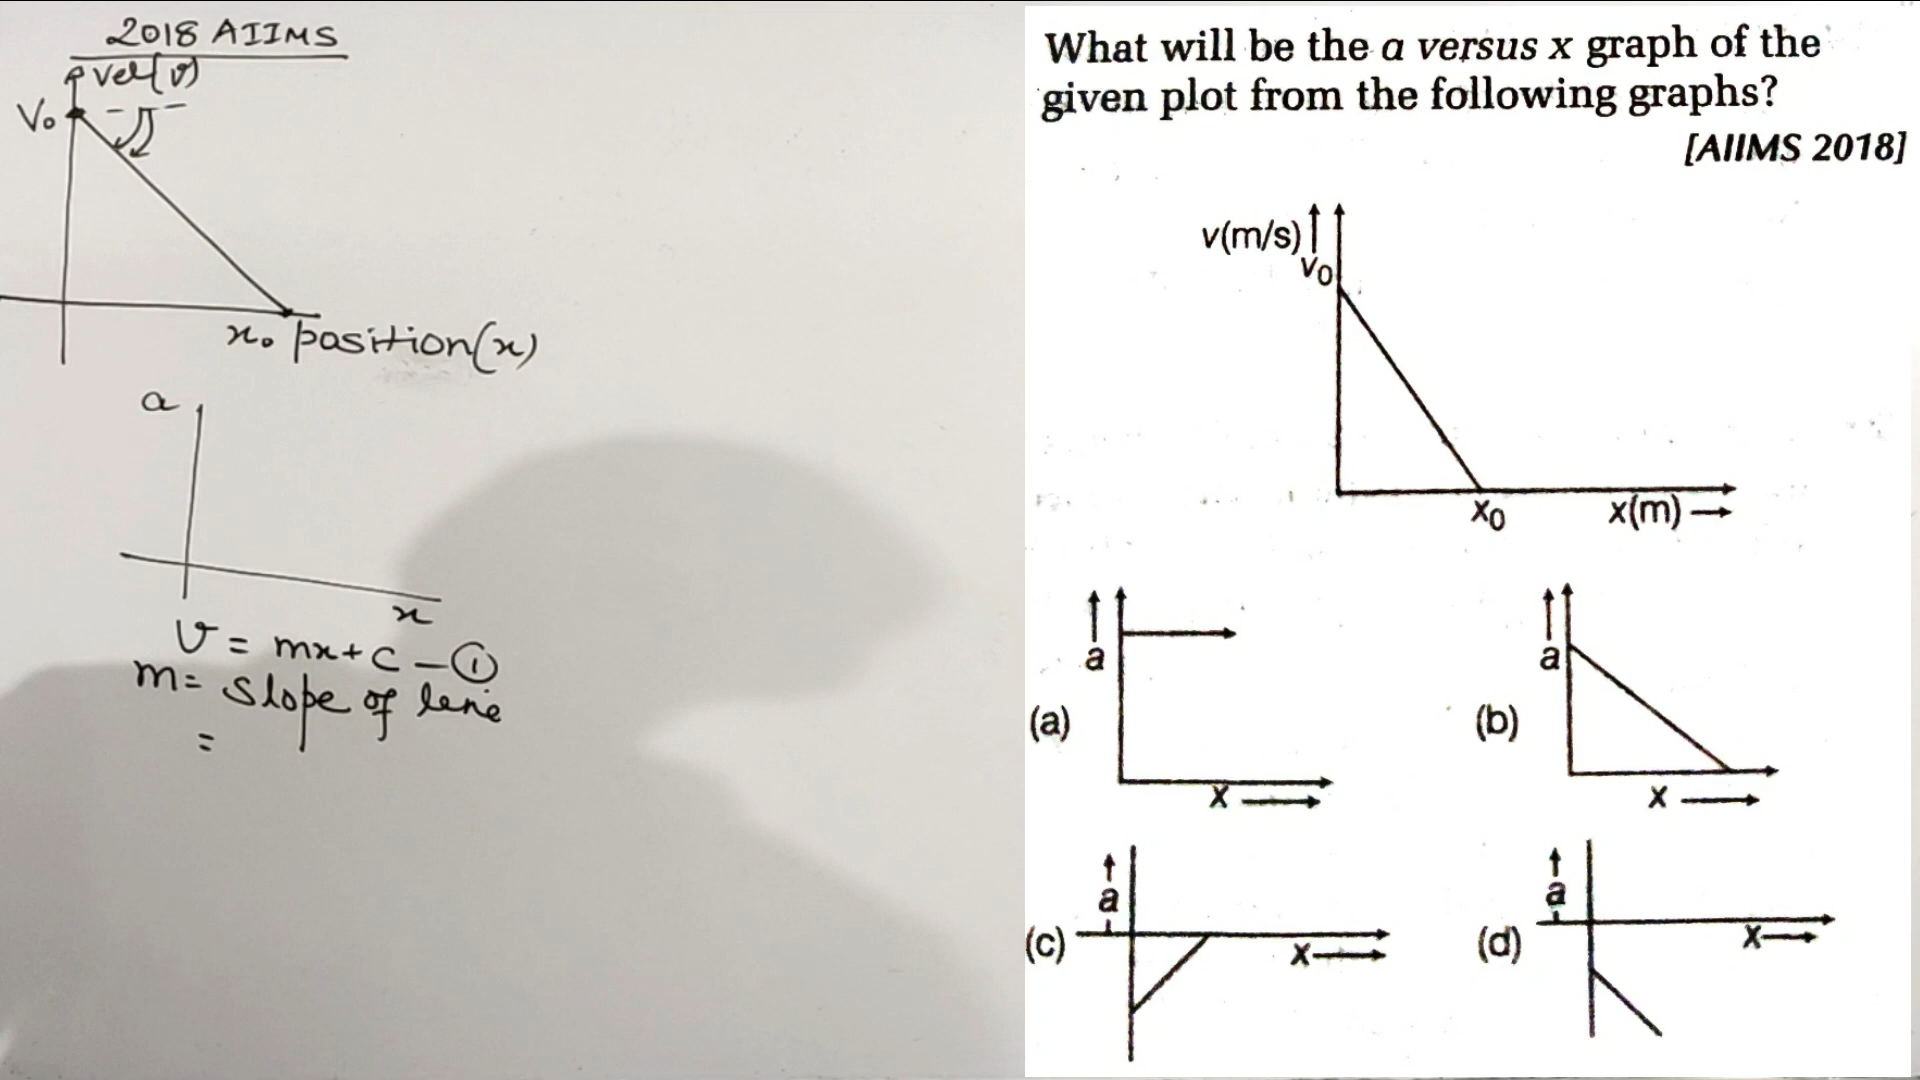 2018 AIIMS
vel(v)
V₀
x₀ position(x)
a
x
v = mx + c – ①
m = slope of line
=
What will be the a versus x graph of the
given plot from the following graphs?
[AIIMS 2018]
v(m/s)
v₀
x₀
x(m)
a
(a)
x
a
(b)
x
a
(c)
x
a
(d)
x